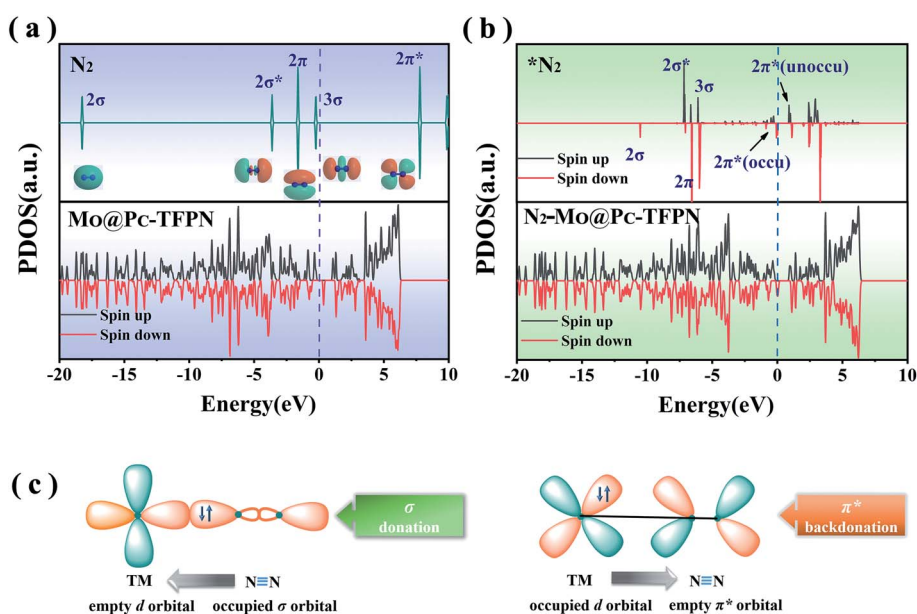 (a)
N2
2σ
2σ*
2π
3σ
2π*
Mo@Pc-TFPN
Spin up
Spin down
PDOS(a.u.)
-20 -15 -10 -5 0 5 10
Energy(eV)
(b)
*N2
2σ*
3σ
2π*(unoccu)
2σ
2π
2π*(occu)
Spin up
Spin down
N2-Mo@Pc-TFPN
Spin up
Spin down
PDOS(a.u.)
-20 -15 -10 -5 0 5 10
Energy(eV)
(c)
σ
donation
TM N≡N
empty d orbital occupied σ orbital
π*
backdonation
TM N≡N
occupied d orbital empty π* orbital